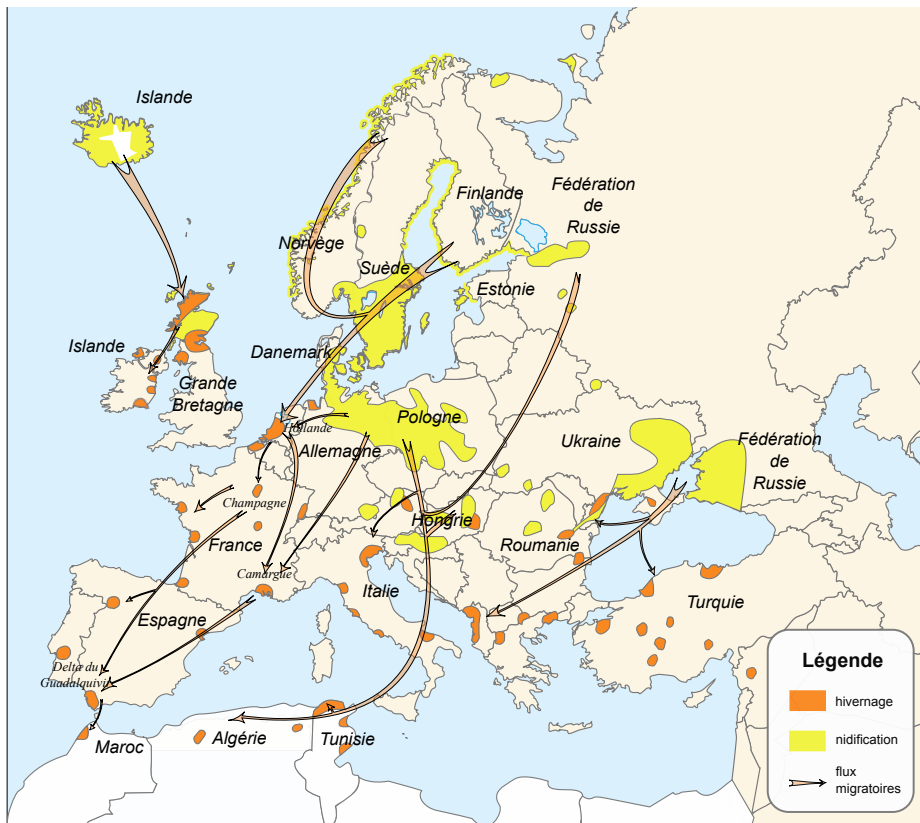 Islande
Finlande
Fédération
de
Russie
Norvège
Suède
Estonie
Islande
Danemark
Grande
Bretagne
Hollande
Pologne
Allemagne
Ukraine
Fédération
de
Russie
Champagne
Hongrie
France
Roumanie
Camargue
Italie
Turquie
Espagne
Delta du
Guadalquivir
Maroc
Algérie
Tunisie
Légende
hivernage
nidification
flux
migratoires